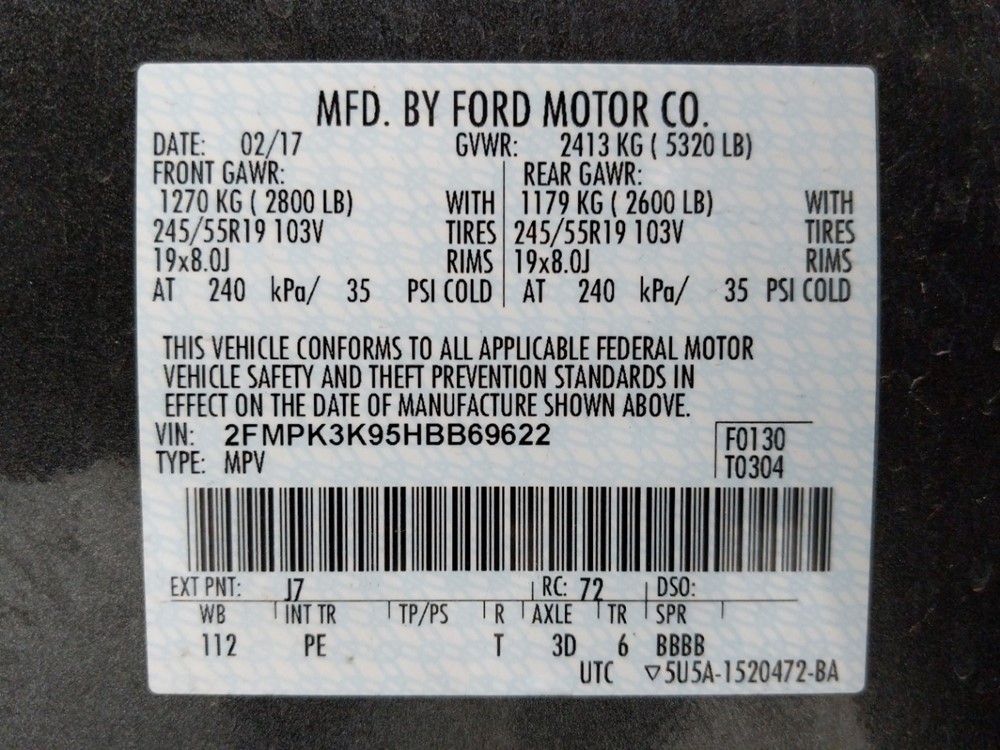 MFD. BY FORD MOTOR CO.
DATE: 02/17 GVWR: 2413 KG ( 5320 LB)
FRONT GAWR: REAR GAWR:
1270 KG ( 2800 LB) WITH 1179 KG ( 2600 LB) WITH
245/55R19 103V TIRES 245/55R19 103V TIRES
19x8.0J RIMS 19x8.0J RIMS
AT 240 kPa/ 35 PSI COLD AT 240 kPa/ 35 PSI COLD
THIS VEHICLE CONFORMS TO ALL APPLICABLE FEDERAL MOTOR
VEHICLE SAFETY AND THEFT PREVENTION STANDARDS IN
EFFECT ON THE DATE OF MANUFACTURE SHOWN ABOVE.
VIN: 2FMPK3K95HBB69622 F0130
TYPE: MPV T0304
EXT PNT: J7 RC: 72 DSO:
WB INT TR TP/PS R AXLE TR SPR
112 PE T 3D 6 BBBB
UTC ▽5U5A-1520472-BA